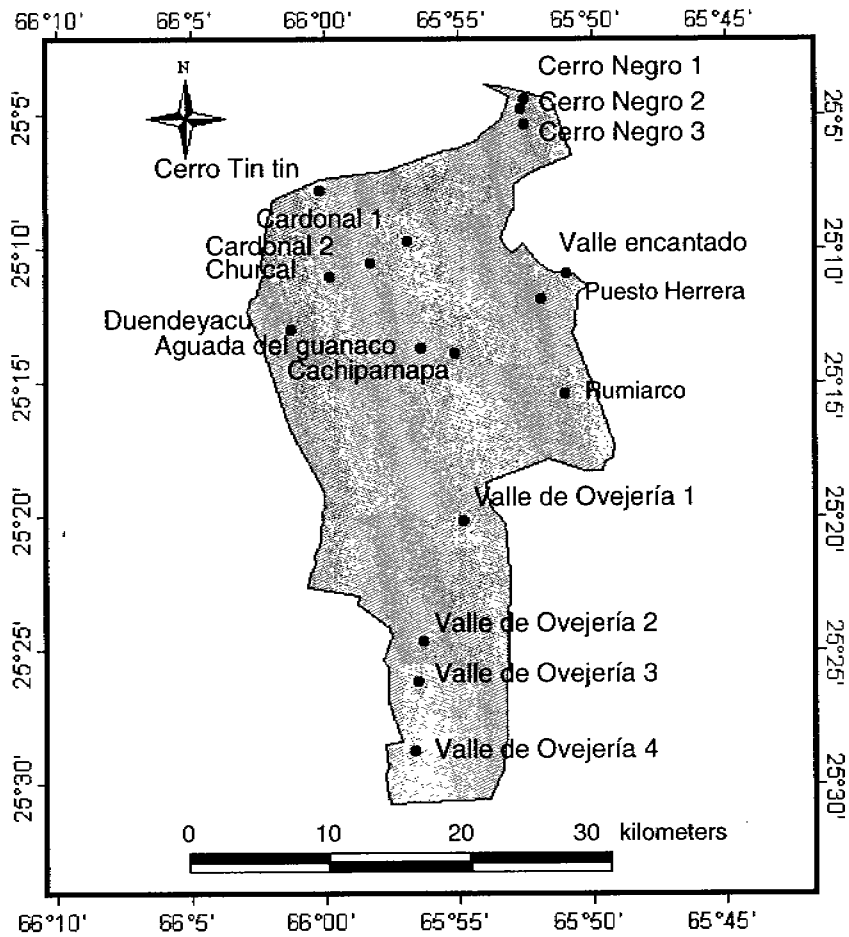 66°10' 66°5' 66°00' 65°55' 65°50' 65°45'
N
Cerro Negro 1
Cerro Negro 2
Cerro Negro 3
25°5' 25°5'
Cerro Tin tin
Cardonal 1
Cardonal 2
Churcal
25°10' 25°10'
Valle encantado
Puesto Herrera
Duendeyacu
Aguada del guanaco
Cachipamapa
25°15' 25°15'
Rumiarco
Valle de Ovejería 1
25°20' 25°20'
Valle de Ovejería 2
25°25' 25°25'
Valle de Ovejería 3
Valle de Ovejería 4
25°30' 25°30'
0 10 20 30 kilometers
66°10' 66°5' 66°00' 65°55' 65°50' 65°45'